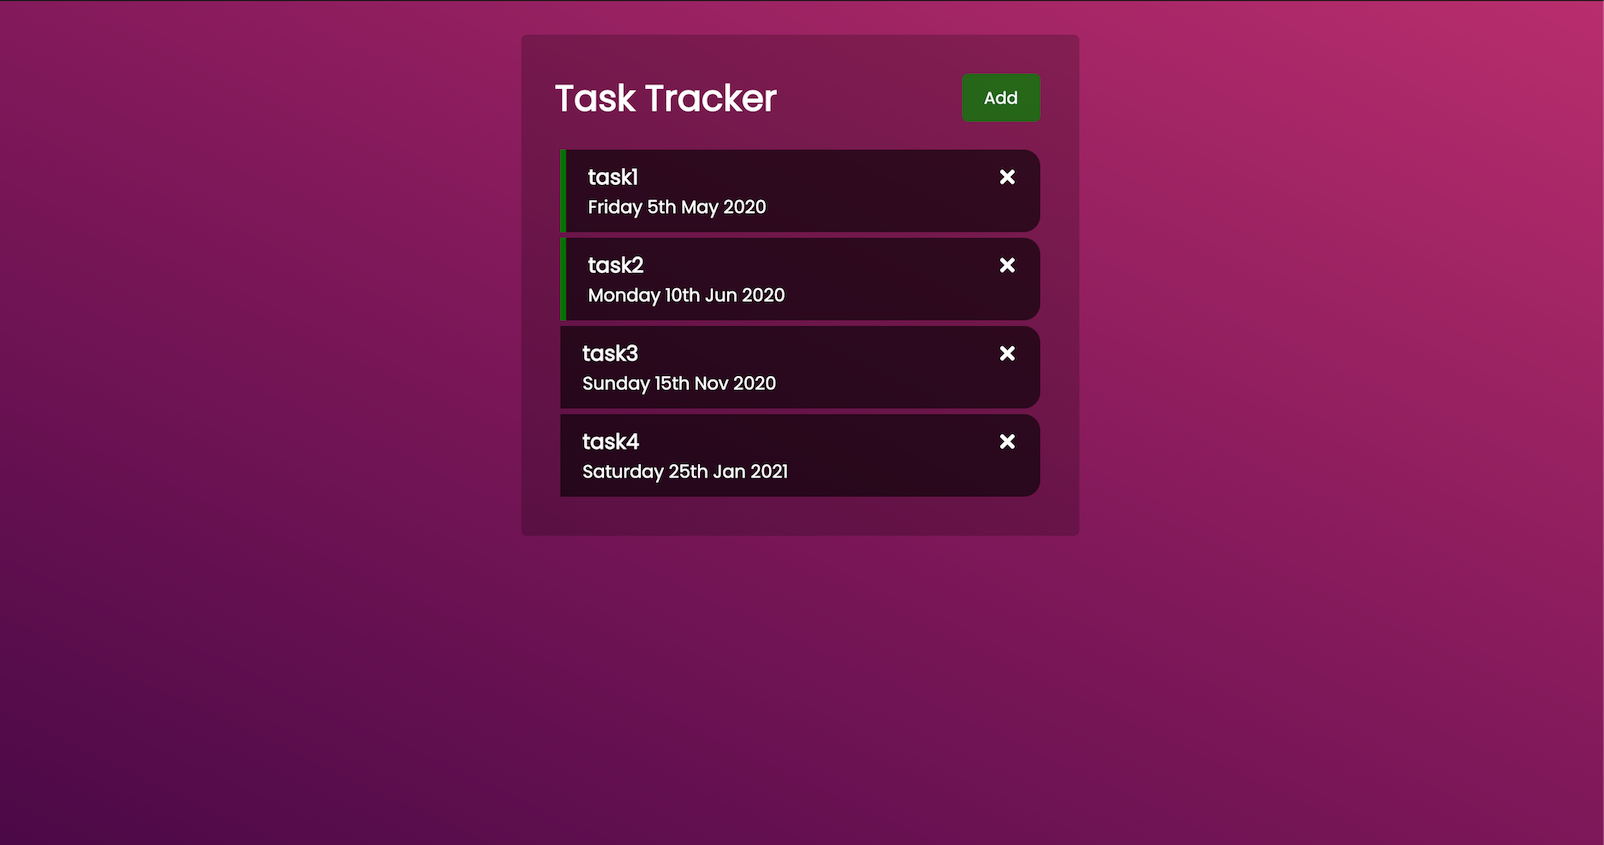 Task Tracker
Add
task1
Friday 5th May 2020
task2
Monday 10th Jun 2020
task3
Sunday 15th Nov 2020
task4
Saturday 25th Jan 2021